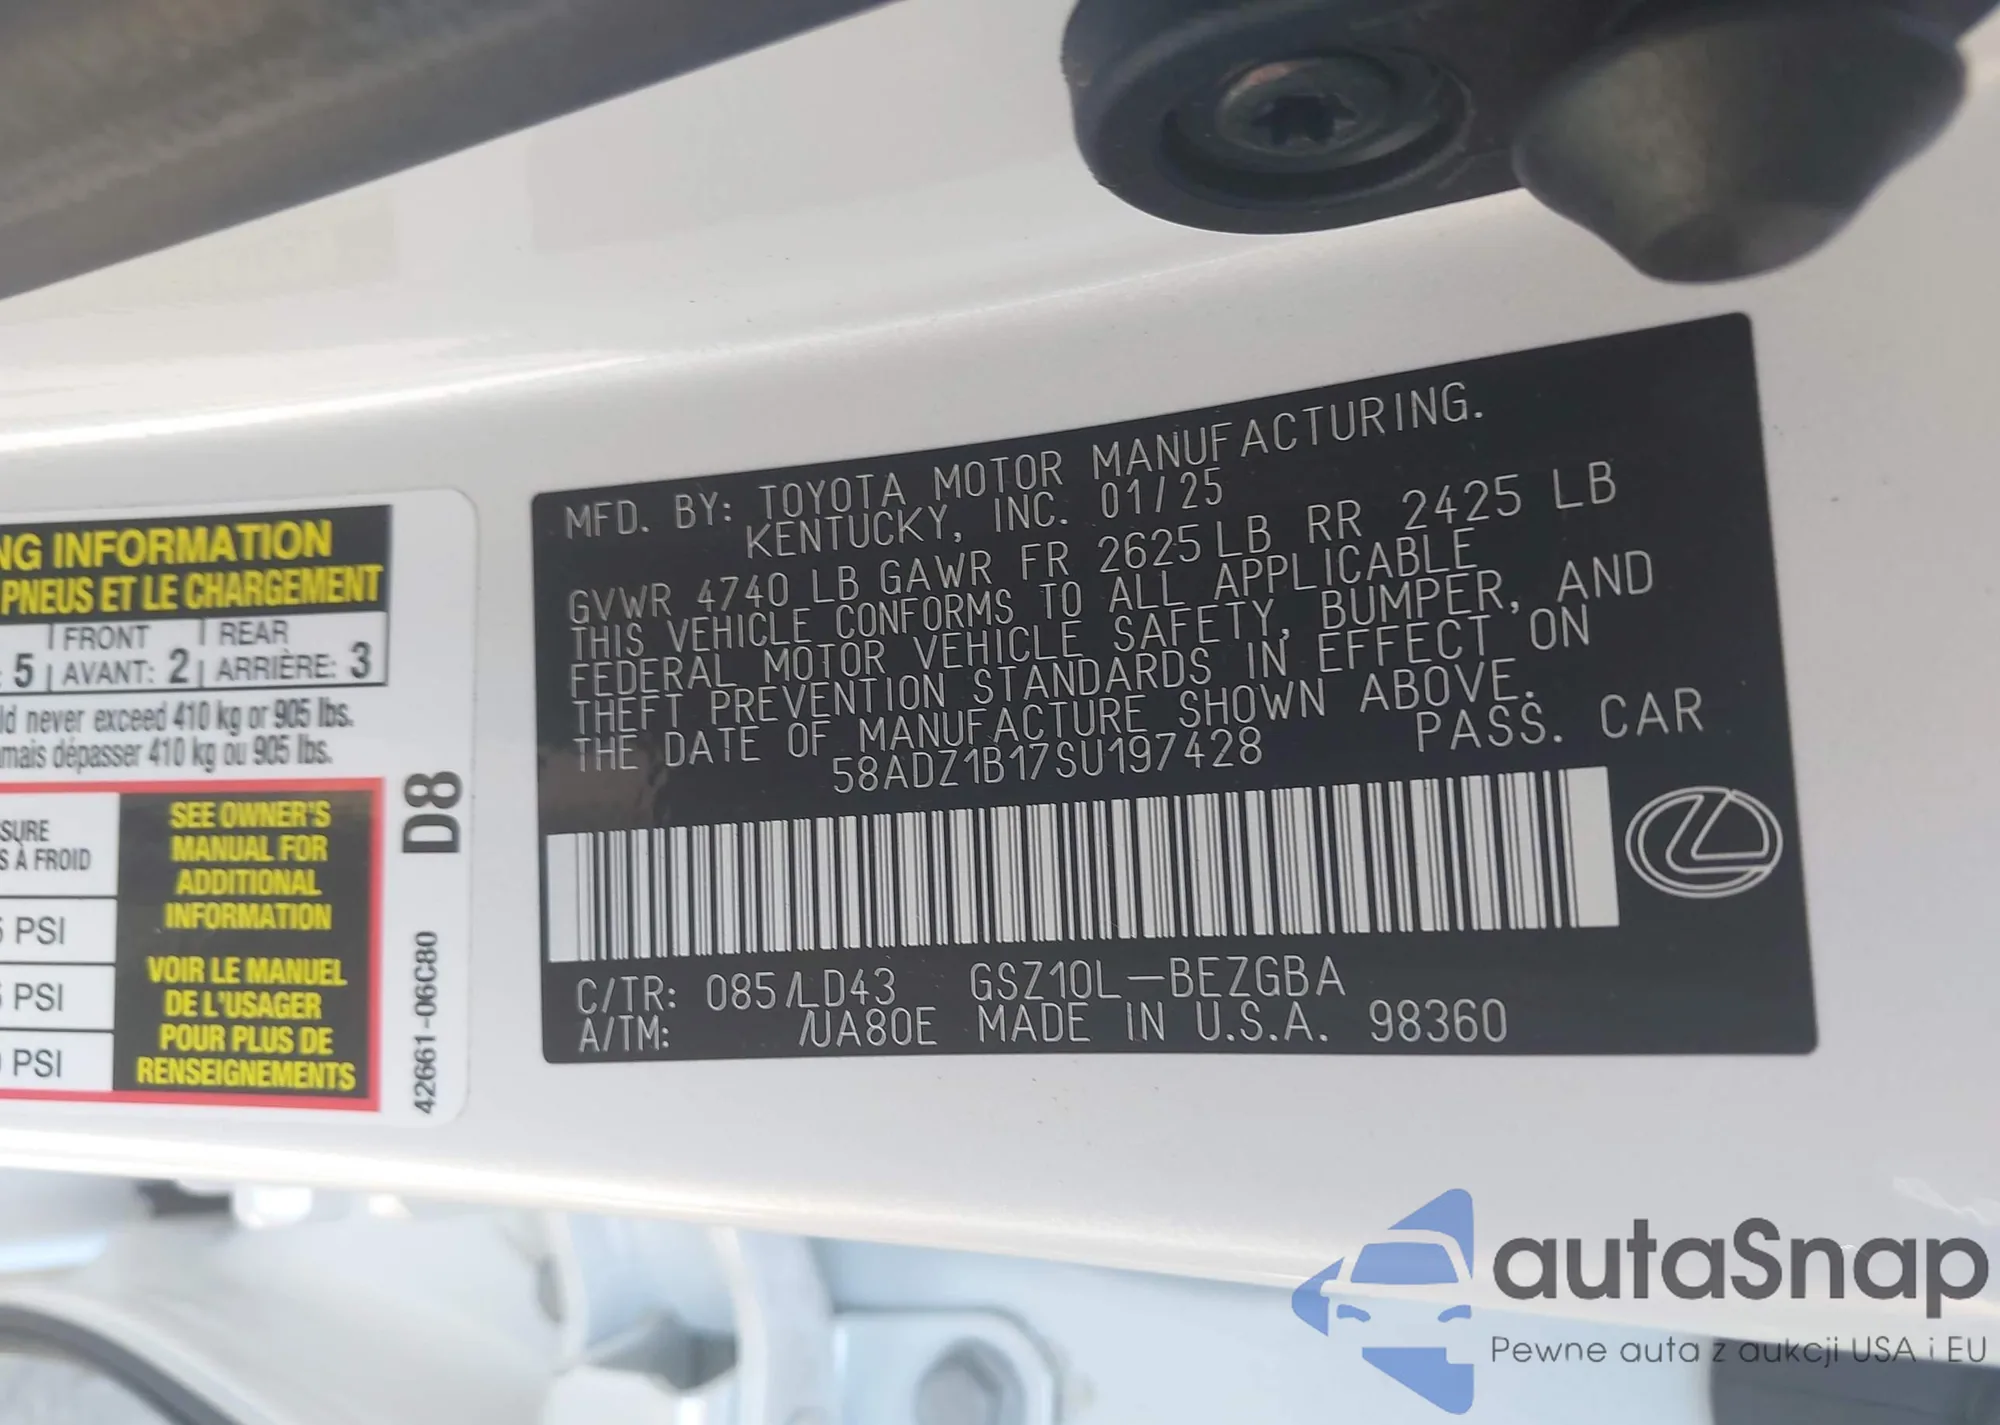 NG INFORMATION
PNEUS ET LE CHARGEMENT
: 5 | FRONT AVANT: 2 | REAR ARRIÈRE: 3
never exceed 410 kg or 905 lbs.
dépasser 410 kg ou 905 lbs.
À FROID
PSI
PSI
PSI
SEE OWNER'S
MANUAL FOR
ADDITIONAL
INFORMATION
VOIR LE MANUEL
DE L'USAGER
POUR PLUS DE
RENSEIGNEMENTS
D8
42661-06C80
MFD. BY: TOYOTA MOTOR MANUFACTURING.
KENTUCKY, INC. 01/25
GVWR 4740 LB GAWR FR 2625 LB RR 2425 LB
THIS VEHICLE CONFORMS TO ALL APPLICABLE
FEDERAL MOTOR VEHICLE SAFETY, BUMPER, AND
THEFT PREVENTION STANDARDS IN EFFECT ON
THE DATE OF MANUFACTURE SHOWN ABOVE.
58ADZ1B17SU197428 PASS. CAR
C/TR: 085/LD43 GSZ10L-BEZGBA
A/TM: /UA80E MADE IN U.S.A. 98360
autaSnap
Pewne auta z aukcji USA i EU